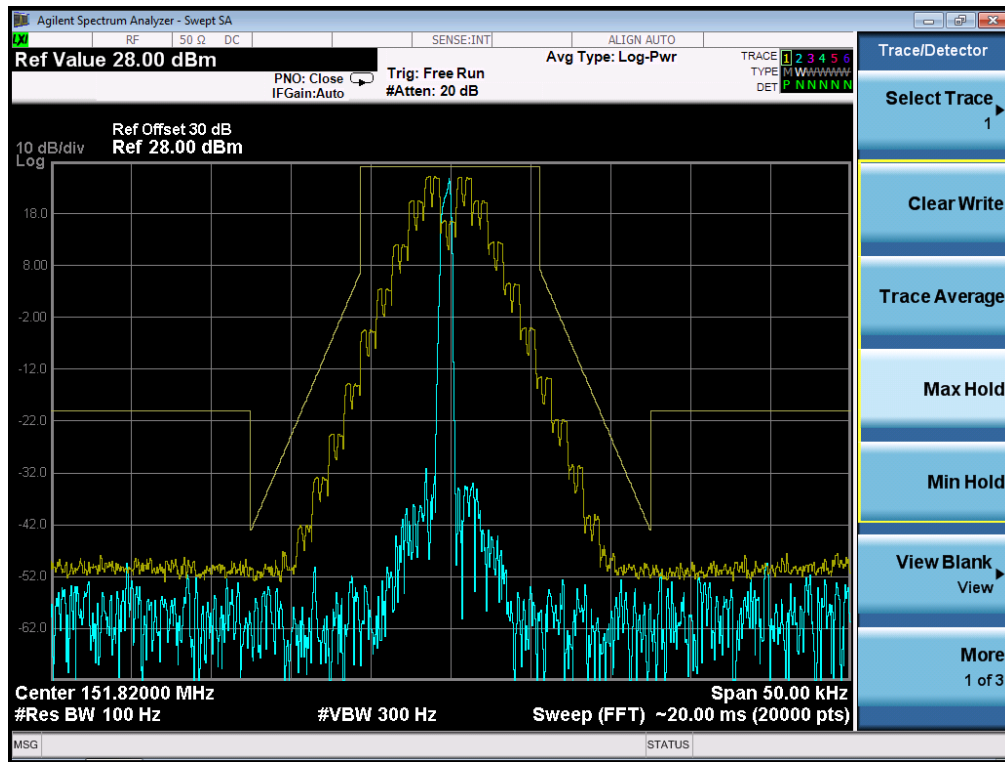 Agilent Spectrum Analyzer - Swept SA
LXI RF 50 Ω DC SENSE:INT ALIGN AUTO
Ref Value 28.00 dBm
PNO: Close
IFGain:Auto
Trig: Free Run
#Atten: 20 dB
Avg Type: Log-Pwr
TRACE 1 2 3 4 5 6
TYPE M W W W W W
DET P N N N N N
Trace/Detector
Select Trace
1
Clear Write
Trace Average
Max Hold
Min Hold
View Blank
View
More
1 of 3
Ref Offset 30 dB
10 dB/div Ref 28.00 dBm
Log
18.0
8.00
-2.00
-12.0
-22.0
-32.0
-42.0
-52.0
-62.0
Center 151.82000 MHz Span 50.00 kHz
#Res BW 100 Hz #VBW 300 Hz Sweep (FFT) ~20.00 ms (20000 pts)
MSG STATUS